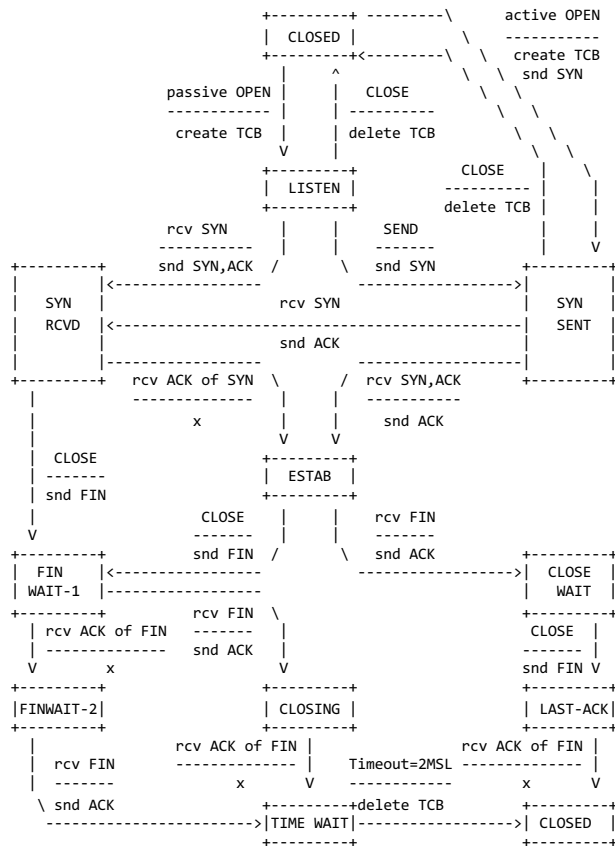 active OPEN
CLOSED
create TCB
snd SYN
passive OPEN CLOSE
create TCB delete TCB
CLOSE
LISTEN
delete TCB
rcv SYN SEND
snd SYN,ACK snd SYN
SYN rcv SYN SYN
RCVD SENT
snd ACK
rcv ACK of SYN rcv SYN,ACK
x snd ACK
CLOSE
ESTAB
snd FIN
CLOSE rcv FIN
snd FIN snd ACK
FIN CLOSE
WAIT-1 WAIT
rcv FIN
rcv ACK of FIN CLOSE
snd ACK
x snd FIN V
FINWAIT-2 CLOSING LAST-ACK
rcv ACK of FIN rcv ACK of FIN
rcv FIN Timeout=2MSL
x x
snd ACK delete TCB
TIME WAIT CLOSED